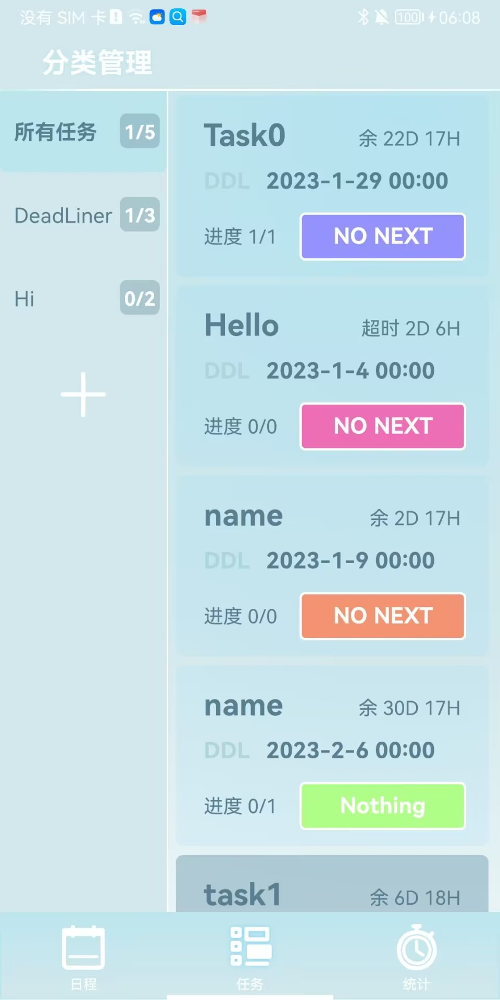 没有 SIM 卡 100 06:08
分类管理
所有任务 1/5
DeadLiner 1/3
Hi 0/2
Task0 余 22D 17H
DDL 2023-1-29 00:00
进度 1/1 NO NEXT
Hello 超时 2D 6H
DDL 2023-1-4 00:00
进度 0/0 NO NEXT
name 余 2D 17H
DDL 2023-1-9 00:00
进度 0/0 NO NEXT
name 余 30D 17H
DDL 2023-2-6 00:00
进度 0/1 Nothing
task1 余 6D 18H
日程 任务 统计